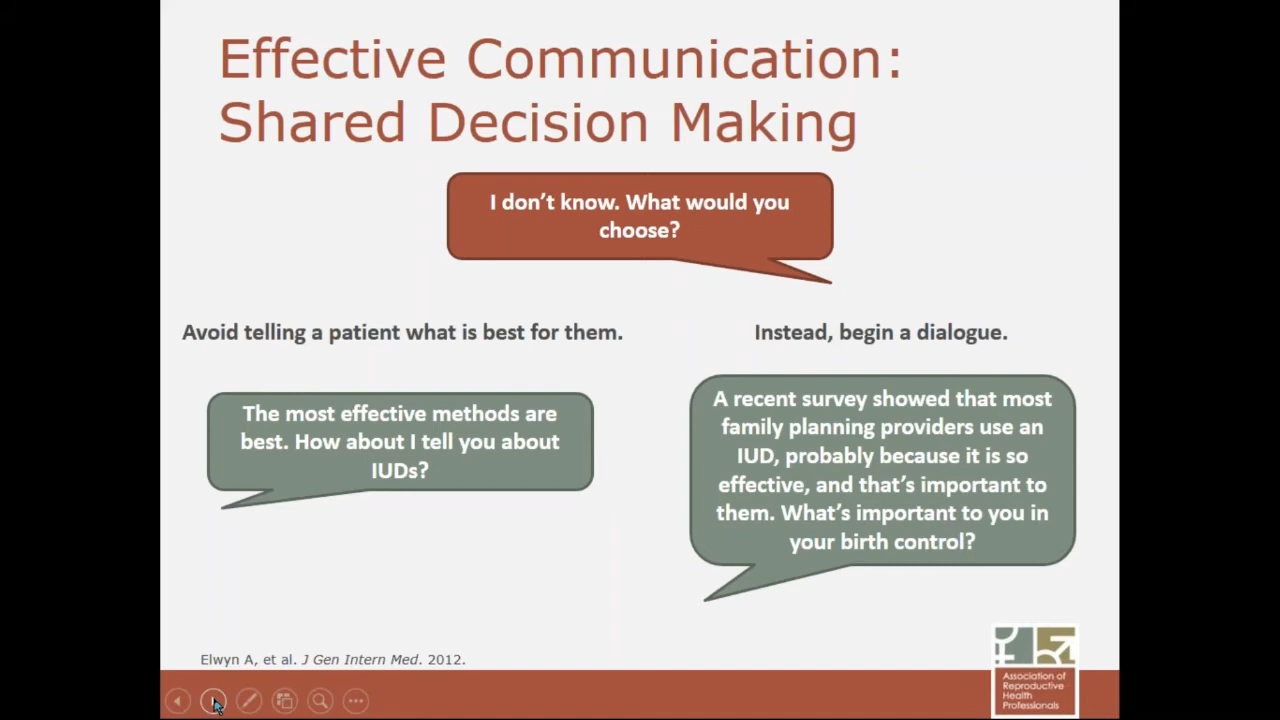 Effective Communication:
Shared Decision Making
I don’t know. What would you
choose?
Avoid telling a patient what is best for them.
Instead, begin a dialogue.
The most effective methods are
best. How about I tell you about
IUDs?
A recent survey showed that most
family planning providers use an
IUD, probably because it is so
effective, and that’s important to
them. What’s important to you in
your birth control?
Elwyn A, et al. J Gen Intern Med. 2012.
Association of
Reproductive
Health
Professionals